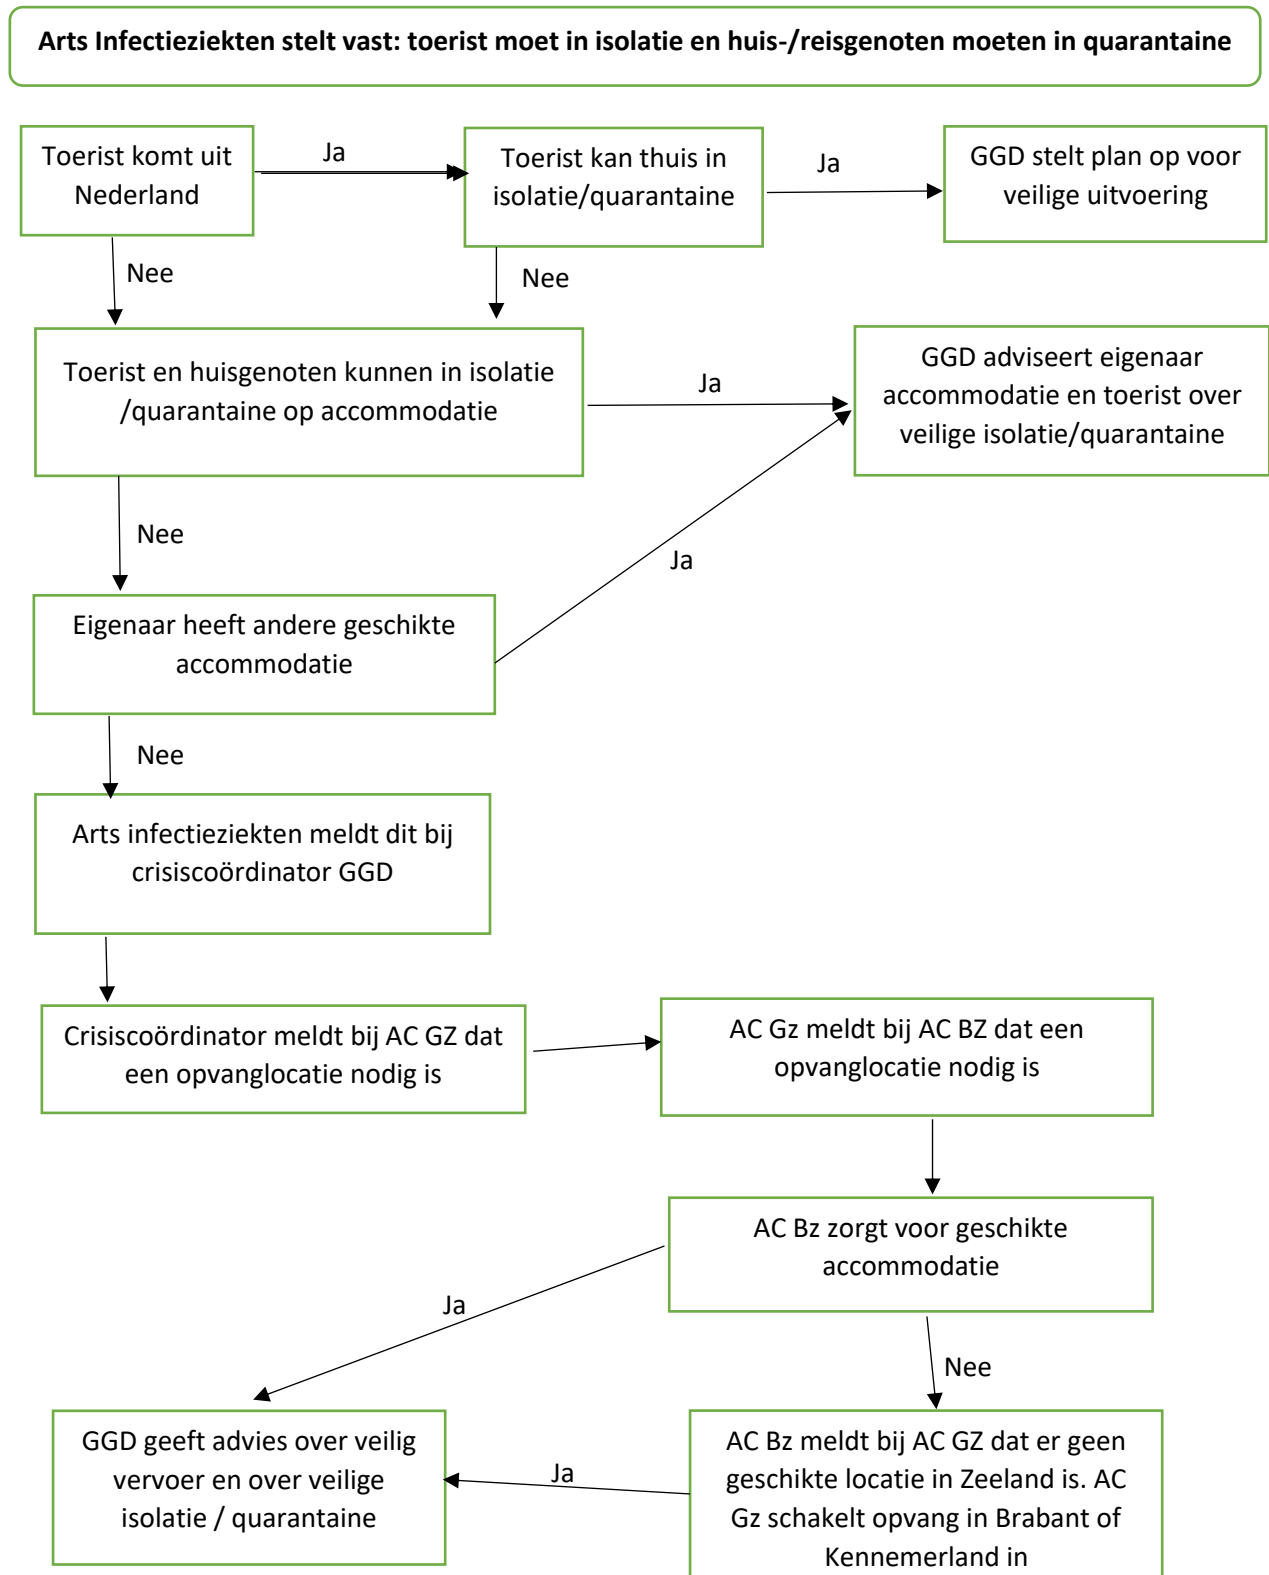 Arts Infectieziekten stelt vast: toerist moet in isolatie en huis-/reisgenoten moeten in quarantaine
Toerist komt uit
Nederland
Ja
Toerist kan thuis in
isolatie/quarantaine
Ja
GGD stelt plan op voor
veilige uitvoering
Nee
Nee
Toerist en huisgenoten kunnen in isolatie
/quarantaine op accommodatie
Ja
GGD adviseert eigenaar
accommodatie en toerist over
veilige isolatie/quarantaine
Nee
Ja
Eigenaar heeft andere geschikte
accommodatie
Nee
Arts infectieziekten meldt dit bij
crisiscoördinator GGD
Crisiscoördinator meldt bij AC GZ dat
een opvanglocatie nodig is
AC Gz meldt bij AC BZ dat een
opvanglocatie nodig is
AC Bz zorgt voor geschikte
accommodatie
Ja
Nee
GGD geeft advies over veilig
vervoer en over veilige
isolatie / quarantaine
Ja
AC Bz meldt bij AC GZ dat er geen
geschikte locatie in Zeeland is. AC
Gz schakelt opvang in Brabant of
Kennemerland in